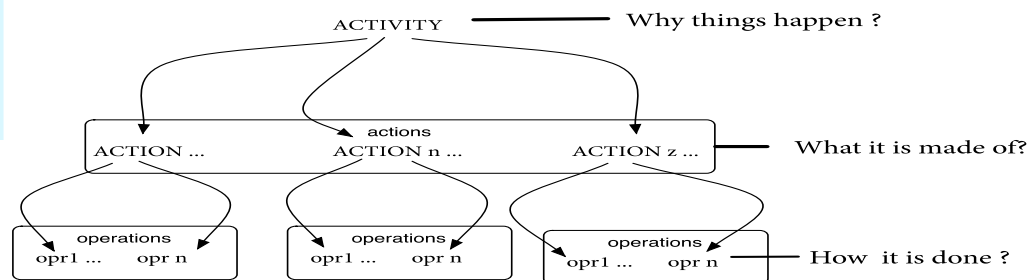 ACTIVITY
Why things happen ?
actions
ACTION ...
ACTION n ...
ACTION z ...
What it is made of?
operations
opr1 ...
opr n
operations
opr1 ...
opr n
operations
opr1 ...
opr n
How it is done ?